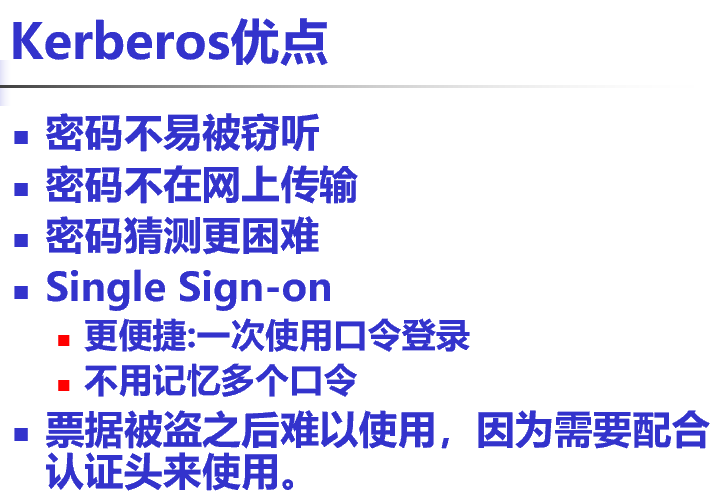 Kerberos优点
密码不易被窃听
密码不在网上传输
密码猜测更困难
Single Sign-on
更便捷:一次使用口令登录
不用记忆多个口令
票据被盗之后难以使用，因为需要配合
认证头来使用。